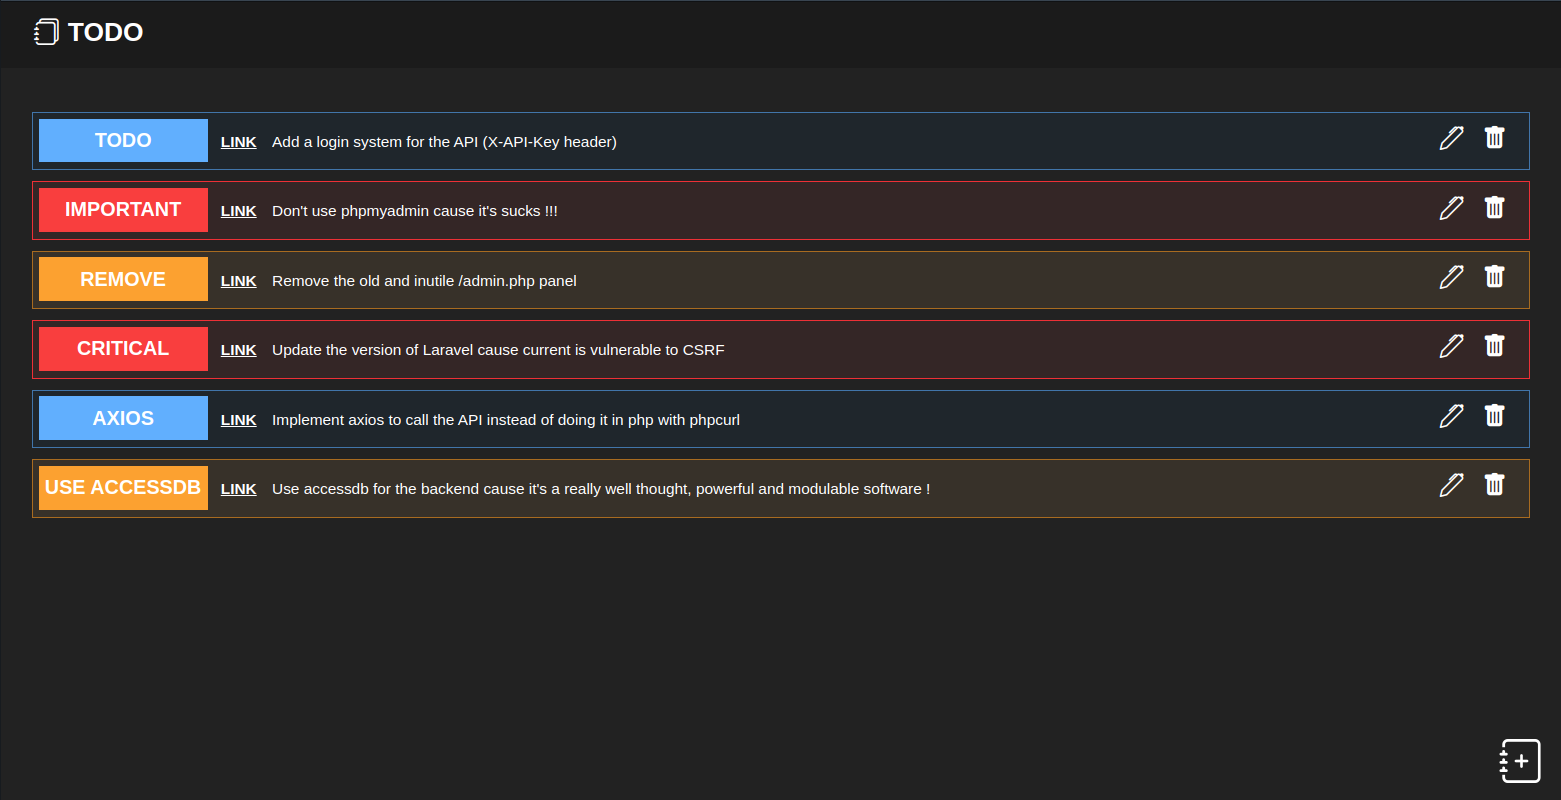 TODO
TODO LINK Add a login system for the API (X-API-Key header)
IMPORTANT LINK Don't use phpmyadmin cause it's sucks !!!
REMOVE LINK Remove the old and inutile /admin.php panel
CRITICAL LINK Update the version of Laravel cause current is vulnerable to CSRF
AXIOS LINK Implement axios to call the API instead of doing it in php with phpcurl
USE ACCESSDB LINK Use accessdb for the backend cause it's a really well thought, powerful and modulable software !